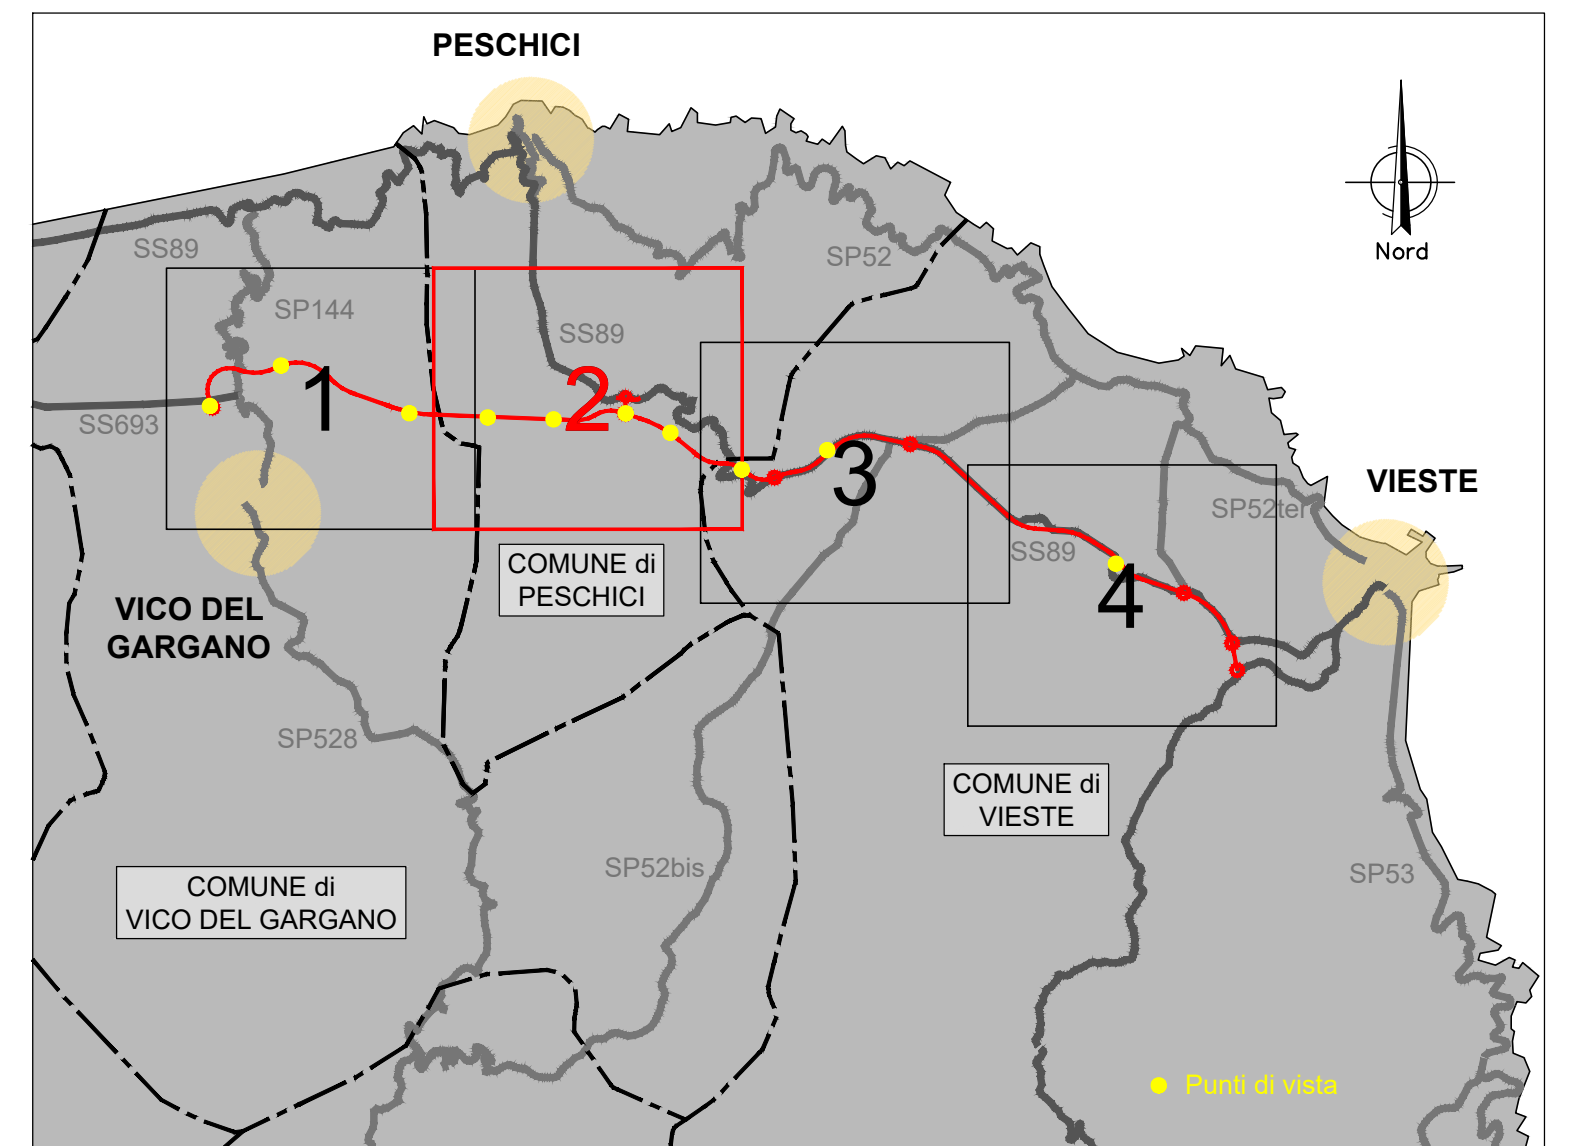 PESCHICI
Nord
SS89
SP52
SP144
SS89
1
2
SS693
3
VIESTE
SP52ter
SS89
COMUNE di
PESCHICI
4
VICO DEL
GARGANO
SP528
COMUNE di
VIESTE
SP52bis
SP53
COMUNE di
VICO DEL GARGANO
Punti di vista